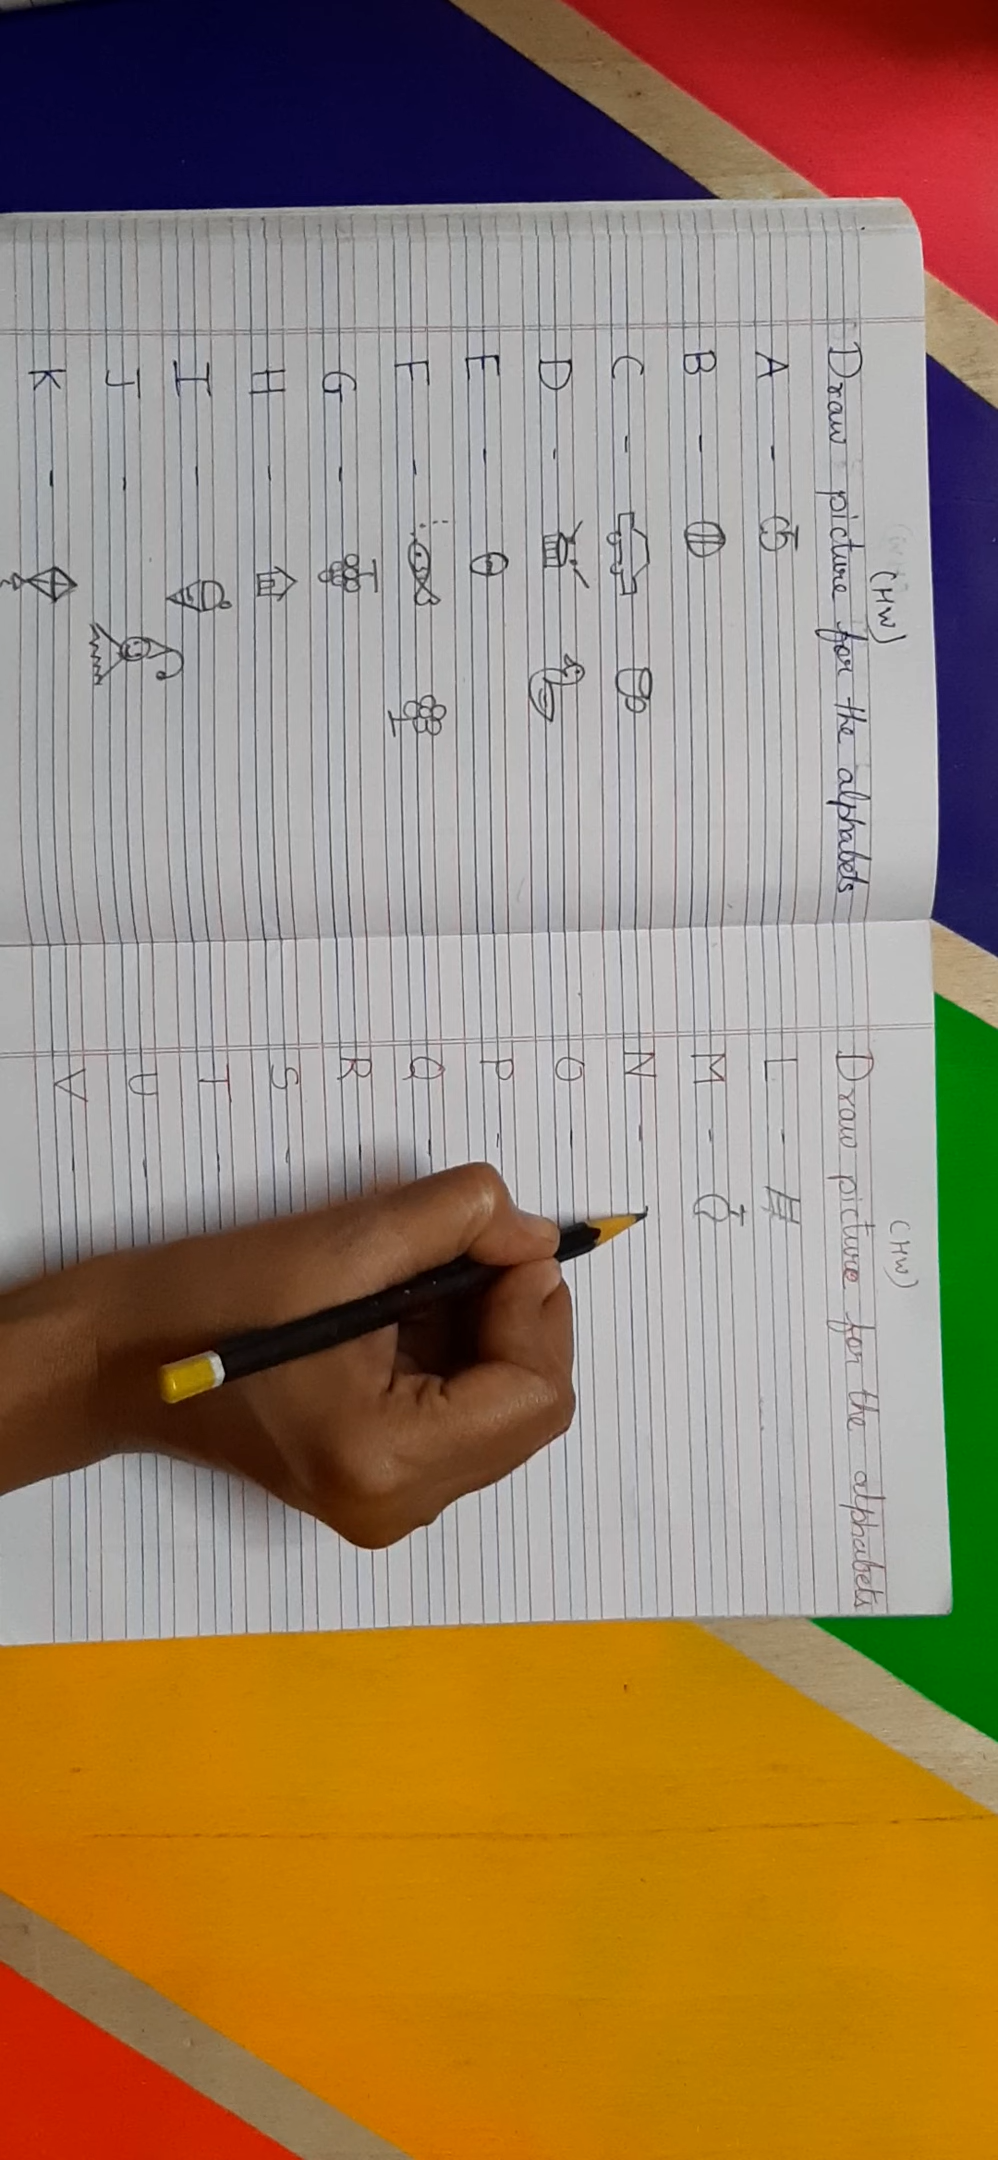 (HW)
Draw picture for the alphabets
A -
B -
C -
D -
E -
F -
G -
H -
I -
J -
K -
(HW)
Draw picture for the alphabets
L -
M -
N -
O -
P -
Q -
R -
S -
T -
U -
V -